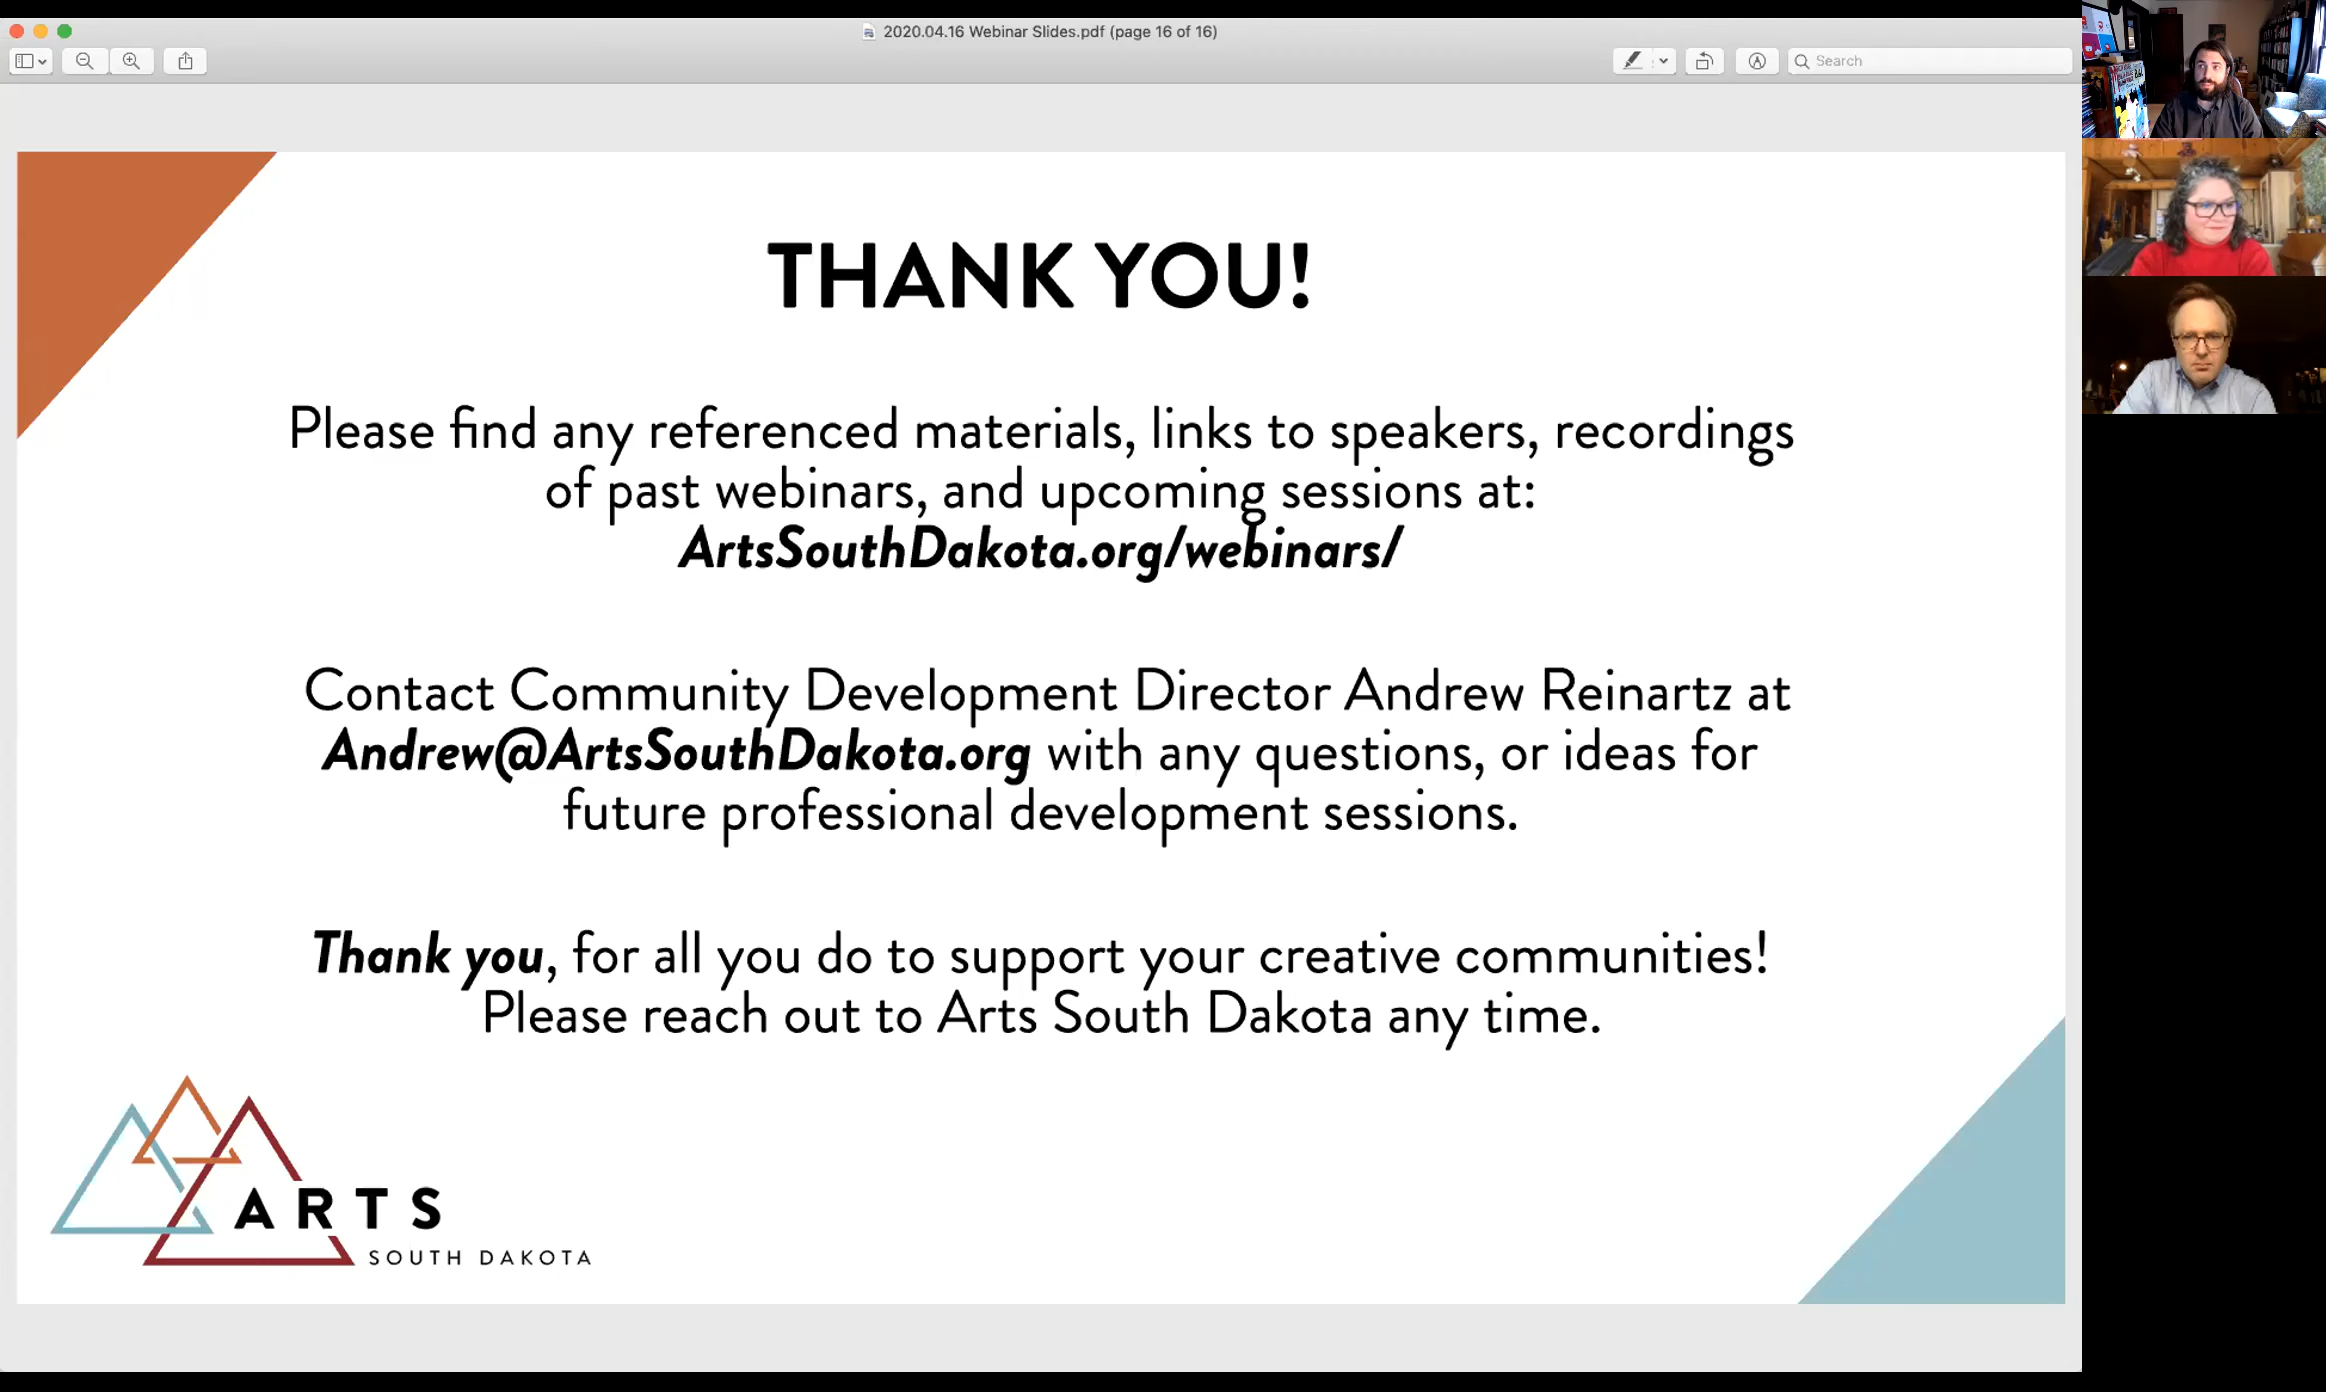 2020.04.16 Webinar Slides.pdf (page 16 of 16)
Search
THANK YOU!
Please find any referenced materials, links to speakers, recordings
of past webinars, and upcoming sessions at:
ArtsSouthDakota.org/webinars/
Contact Community Development Director Andrew Reinartz at
Andrew@ArtsSouthDakota.org with any questions, or ideas for
future professional development sessions.
Thank you, for all you do to support your creative communities!
Please reach out to Arts South Dakota any time.
ARTS
SOUTH DAKOTA